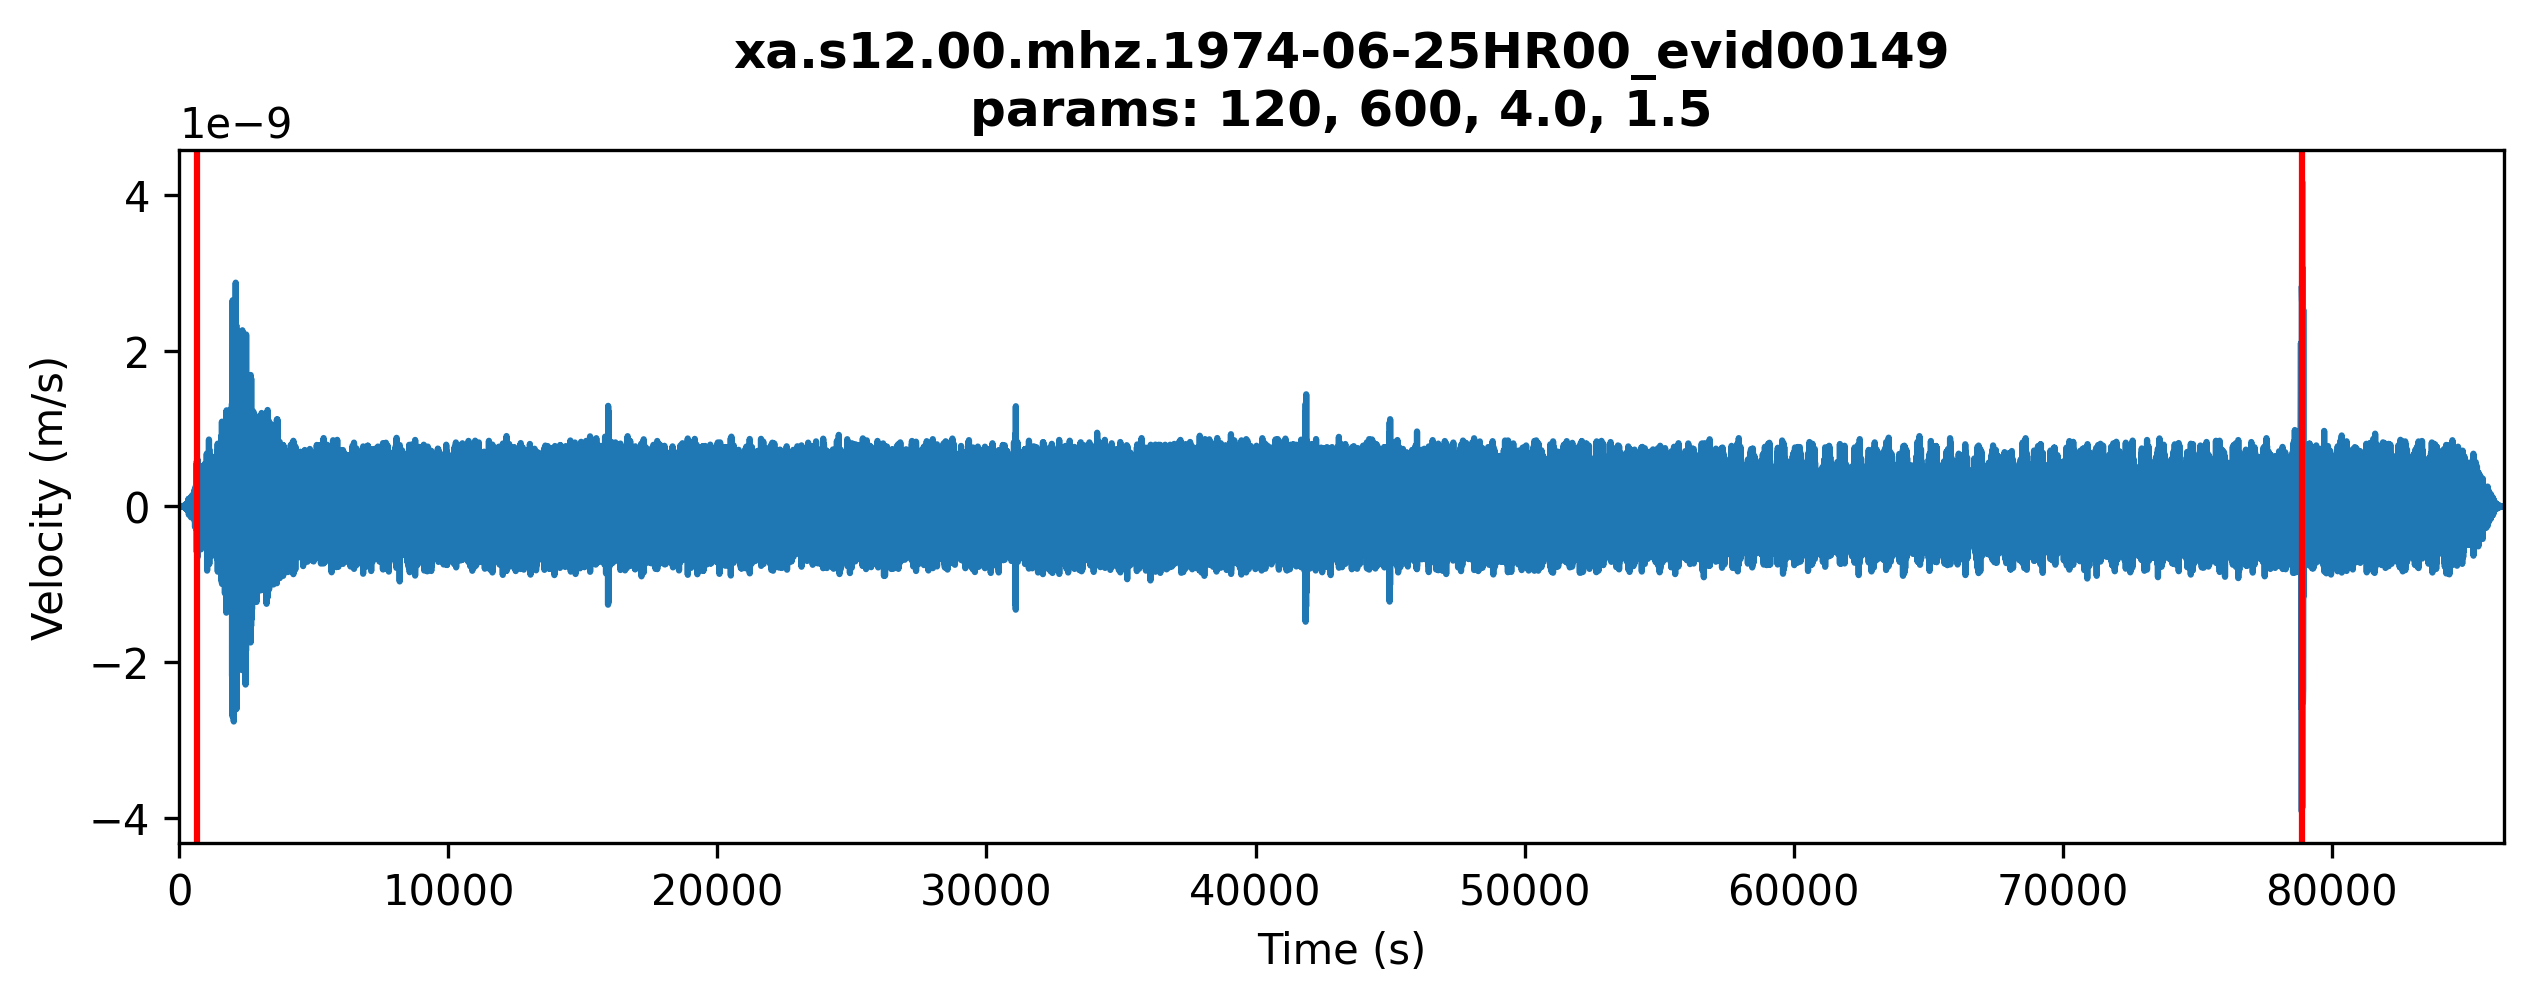 xa.s12.00.mhz.1974-06-25HR00_evid00149
params: 120, 600, 4.0, 1.5
1e−9
4
2
0
−2
−4
Velocity (m/s)
0 10000 20000 30000 40000 50000 60000 70000 80000
Time (s)